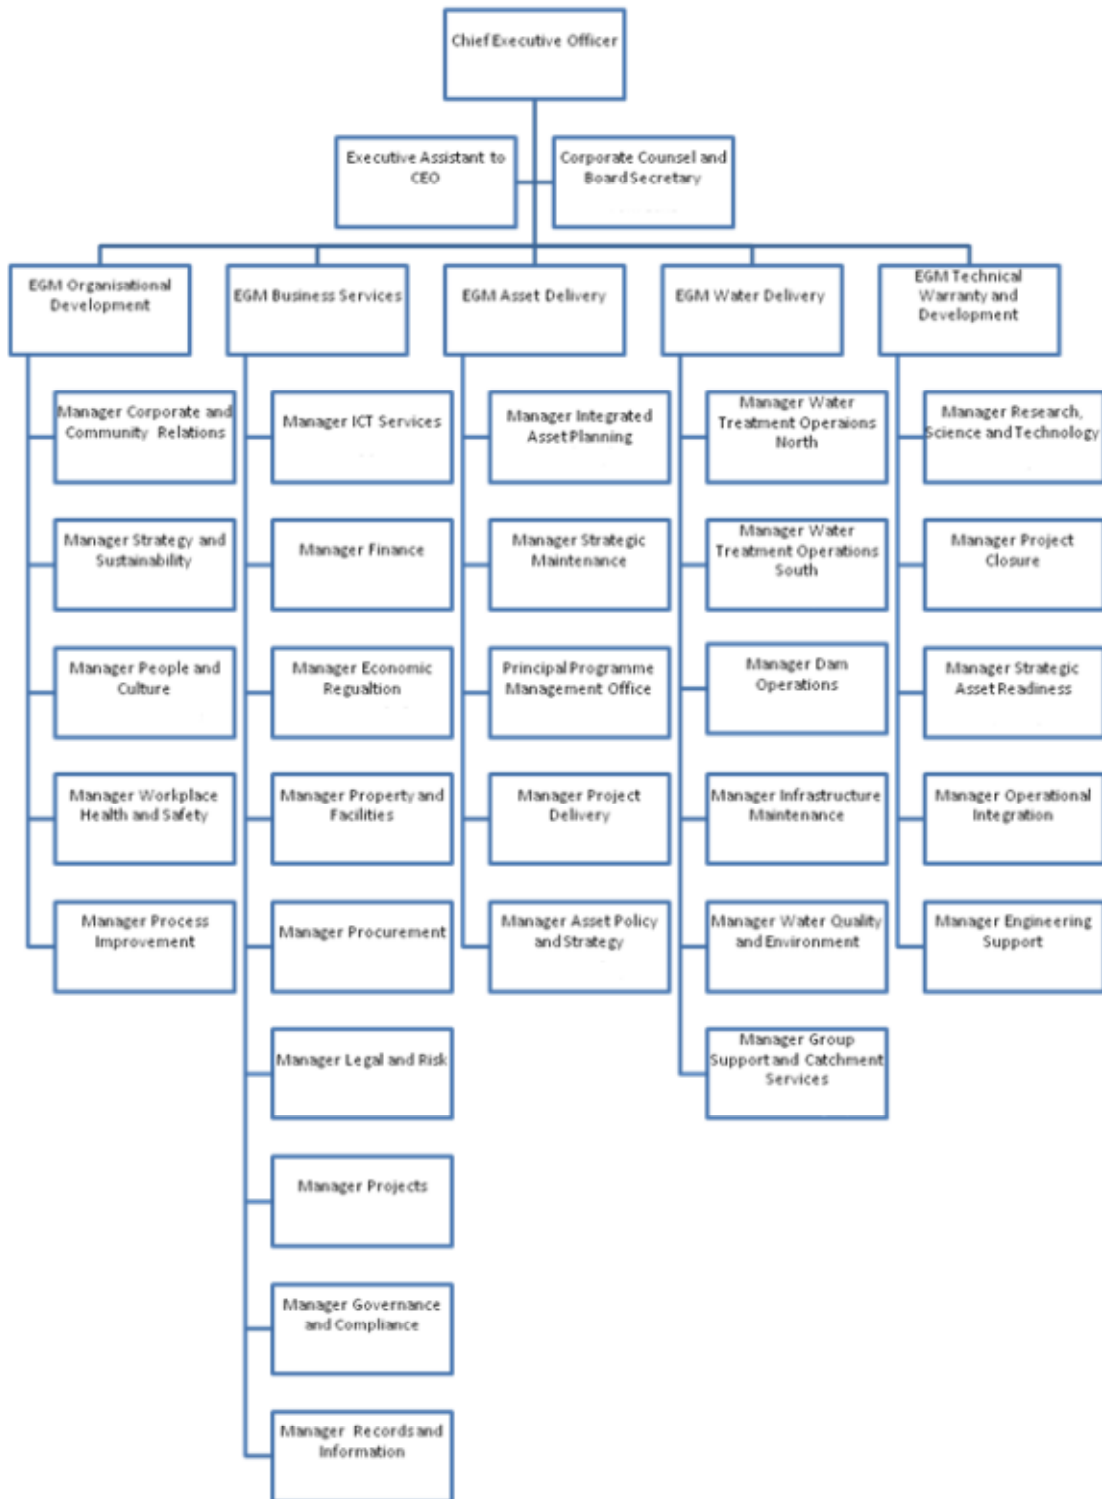 Chief Executive Officer
Executive Assistant to
CEO
Corporate Counsel and
Board Secretary
EGM Organisational
Development
EGM Business Services
EGM Asset Delivery
EGM Water Delivery
EGM Technical
Warranty and
Development
Manager Corporate and
Community Relations
Manager Strategy and
Sustainability
Manager People and
Culture
Manager Workplace
Health and Safety
Manager Process
Improvement
Manager ICT Services
Manager Finance
Manager Economic
Regualtion
Manager Property and
Facilities
Manager Procurement
Manager Legal and Risk
Manager Projects
Manager Governance
and Compliance
Manager Records and
Information
Manager Integrated
Asset Planning
Manager Strategic
Maintenance
Principal Programme
Management Office
Manager Project
Delivery
Manager Asset Policy
and Strategy
Manager Water
Treatment Operaions
North
Manager Water
Treatment Operations
South
Manager Dam
Operations
Manager Infrastructure
Maintenance
Manager Water Quality
and Environment
Manager Group
Support and Catchment
Services
Manager Research,
Science and Technology
Manager Project
Closure
Manager Strategic
Asset Readiness
Manager Operational
Integration
Manager Engineering
Support